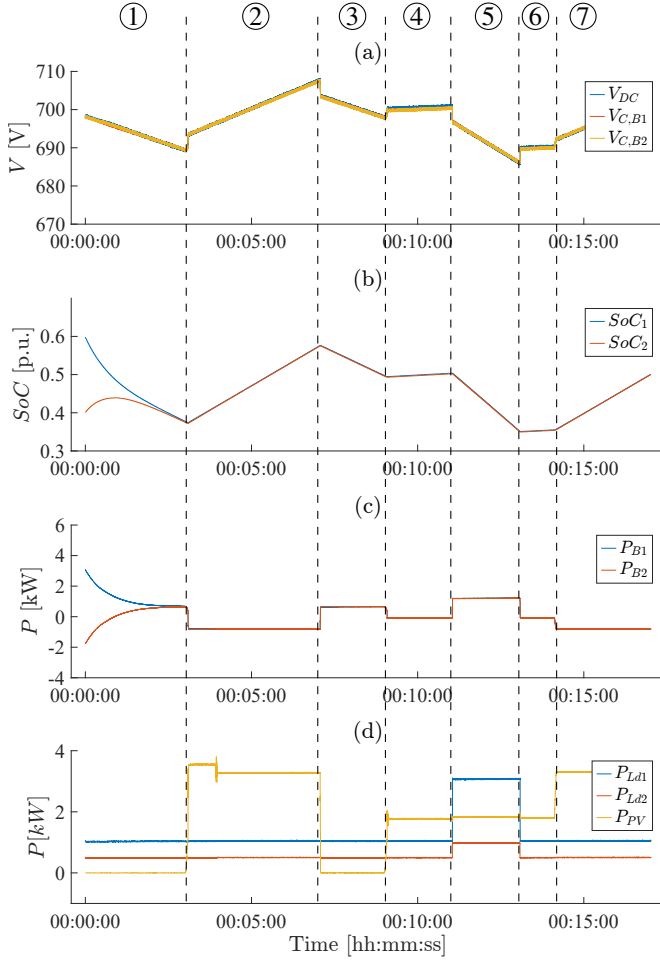 ① ② ③ ④ ⑤ ⑥ ⑦
(a)
V [V]
710
700
690
680
670
V_DC
V_C,B1
V_C,B2
00:00:00 00:05:00 00:10:00 00:15:00
(b)
SoC [p.u.]
0.6
0.5
0.4
0.3
SoC_1
SoC_2
00:00:00 00:05:00 00:10:00 00:15:00
(c)
P [kW]
6
4
2
0
-2
-4
P_B1
P_B2
00:00:00 00:05:00 00:10:00 00:15:00
(d)
P[kW]
4
2
0
P_Ld1
P_Ld2
P_PV
00:00:00 00:05:00 00:10:00 00:15:00
Time [hh:mm:ss]